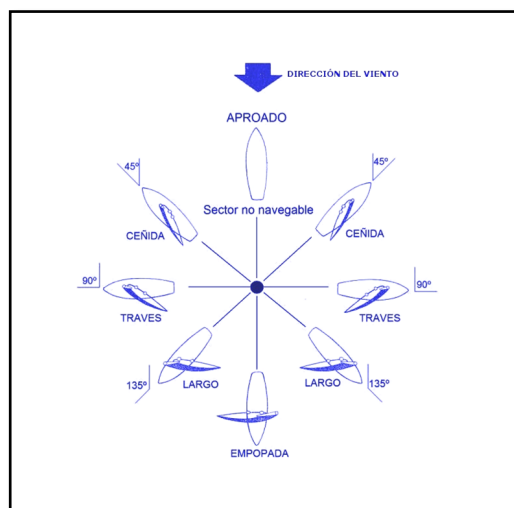 DIRECCIÓN DEL VIENTO
APROADO
45º
45º
Sector no navegable
CEÑIDA
CEÑIDA
90º
90º
TRAVES
TRAVES
135º
LARGO
LARGO
135º
EMPOPADA